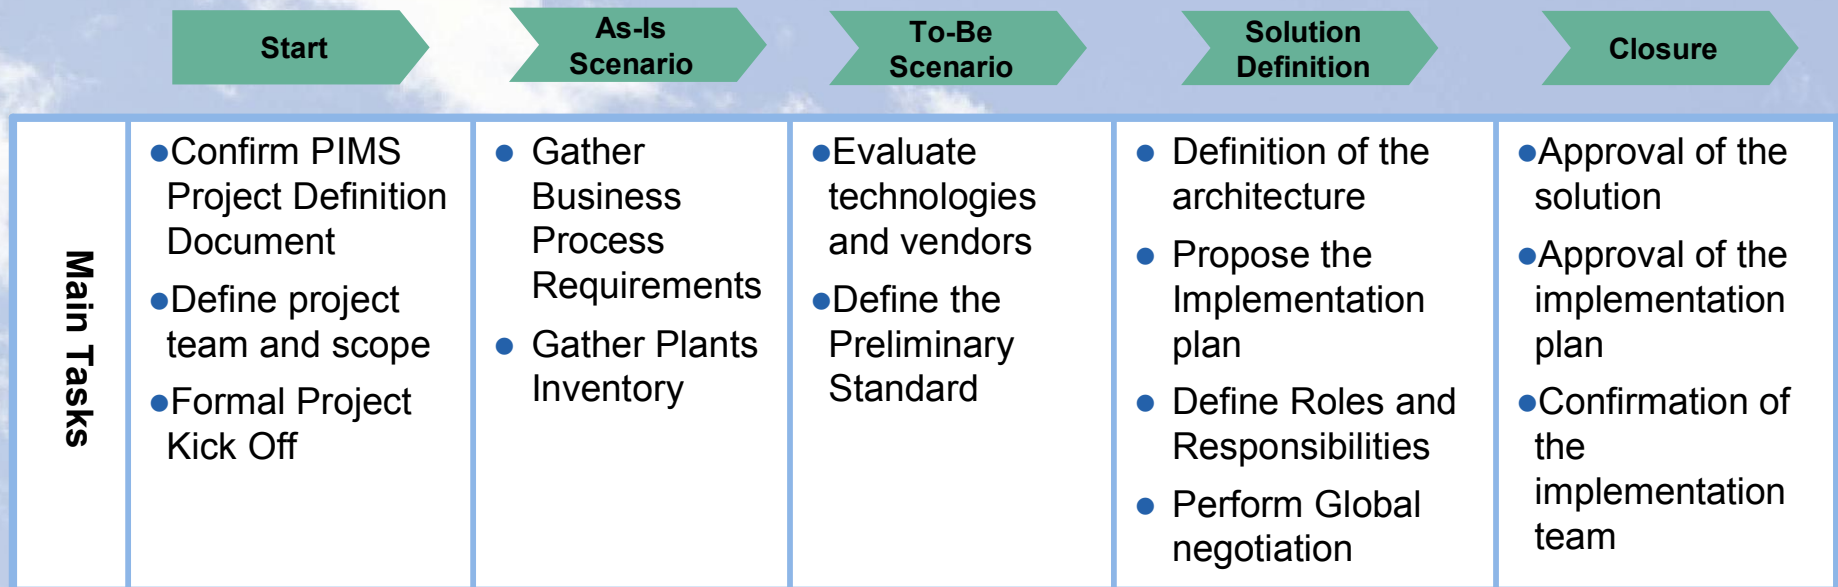 Start
As-Is
Scenario
To-Be
Scenario
Solution
Definition
Closure
Main Tasks
●Confirm PIMS
Project Definition
Document
●Define project
team and scope
●Formal Project
Kick Off
● Gather
Business
Process
Requirements
● Gather Plants
Inventory
●Evaluate
technologies
and vendors
●Define the
Preliminary
Standard
● Definition of the
architecture
● Propose the
Implementation
plan
● Define Roles and
Responsibilities
● Perform Global
negotiation
●Approval of the
solution
●Approval of the
implementation
plan
●Confirmation of
the
implementation
team